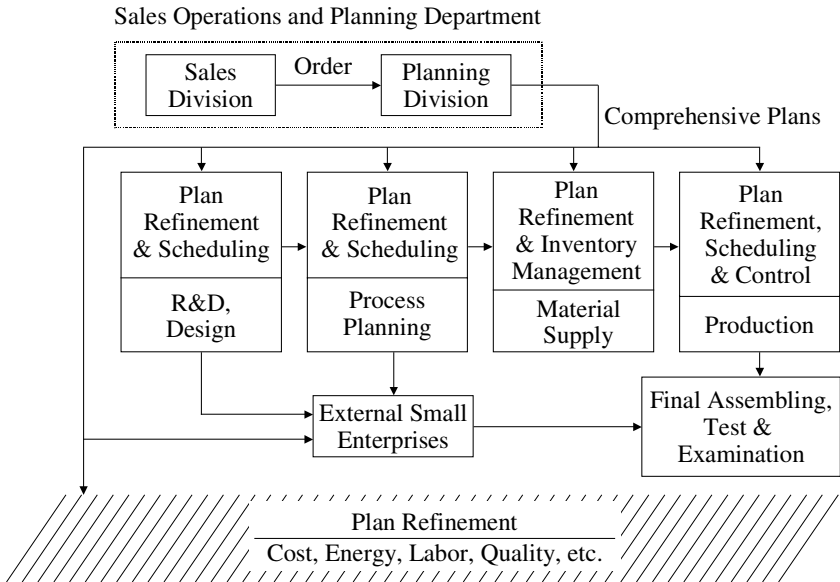 Sales Operations and Planning Department
Sales
Division
Order
Planning
Division
Comprehensive Plans
Plan
Refinement
& Scheduling
R&D,
Design
Plan
Refinement
& Scheduling
Process
Planning
Plan
Refinement
& Inventory
Management
Material
Supply
Plan
Refinement,
Scheduling
& Control
Production
External Small
Enterprises
Final Assembling,
Test &
Examination
Plan Refinement
Cost, Energy, Labor, Quality, etc.